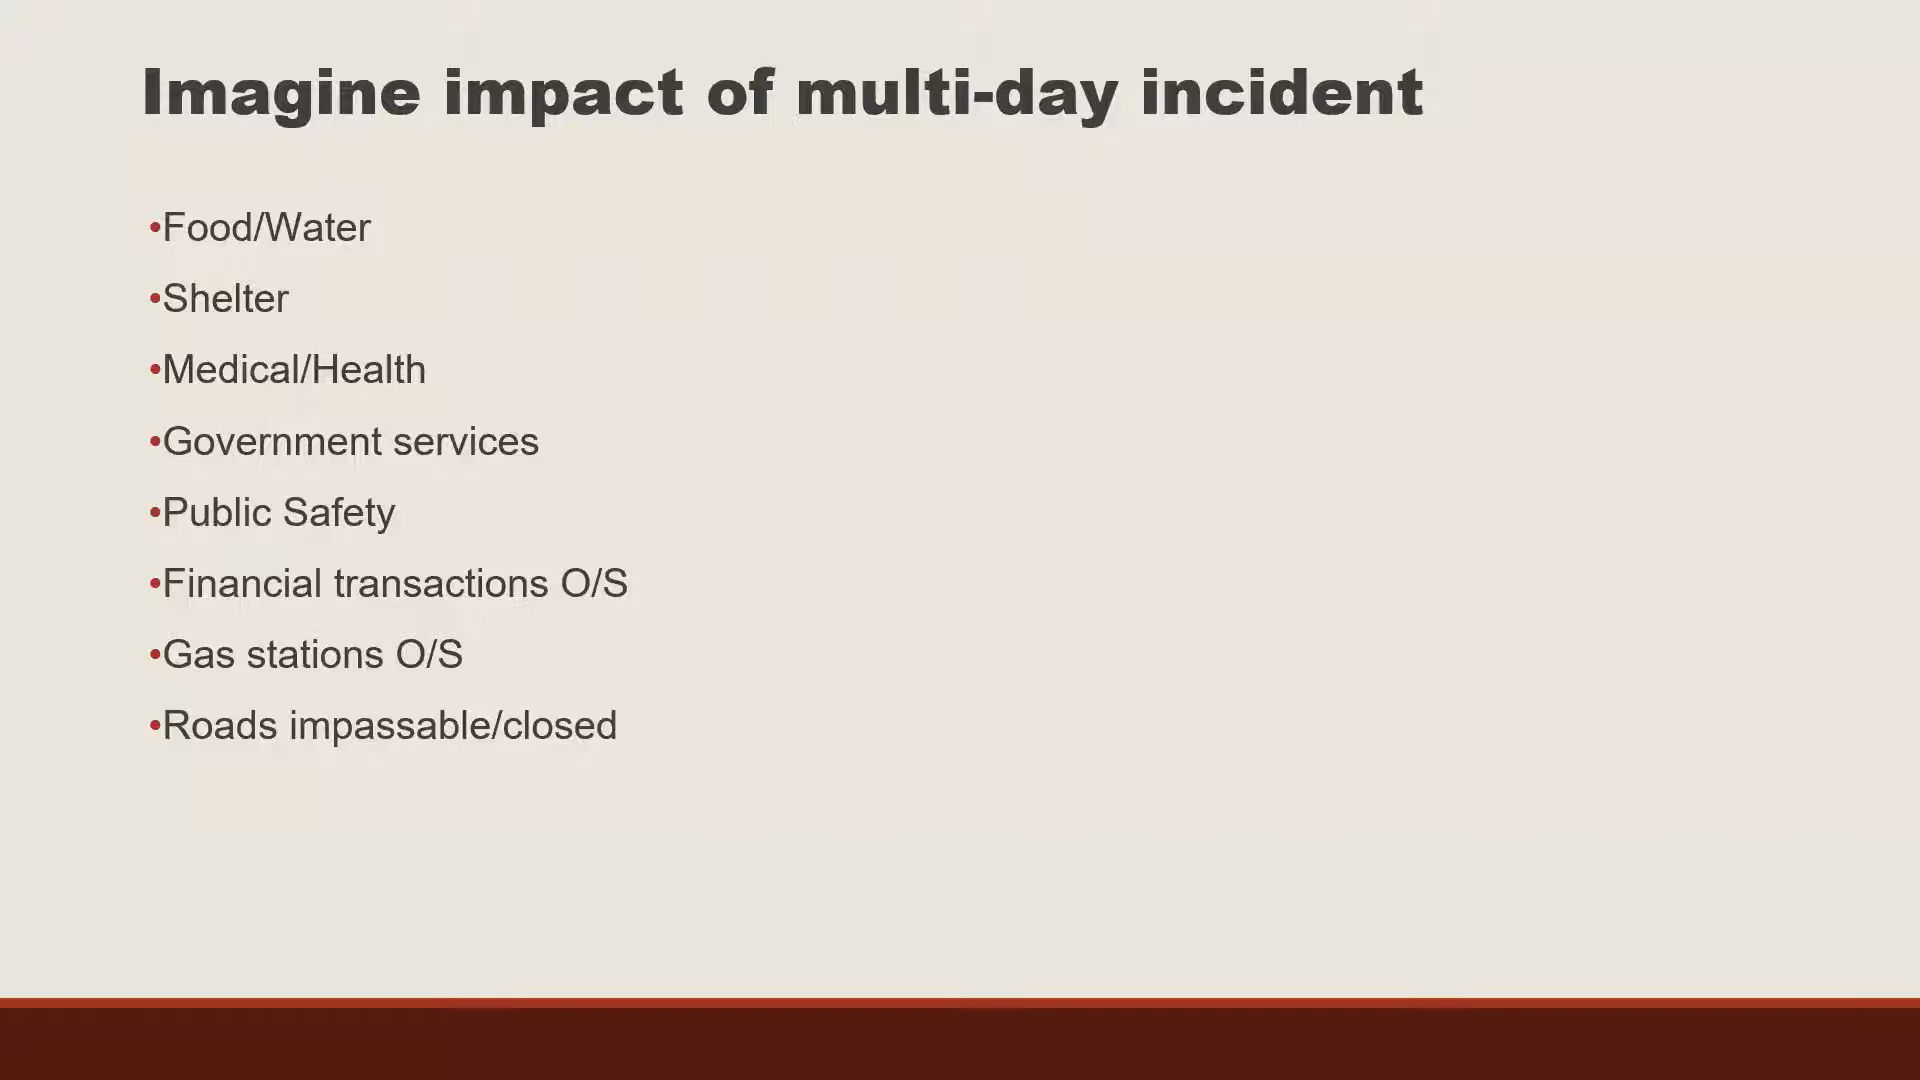 Imagine impact of multi-day incident
•Food/Water
•Shelter
•Medical/Health
•Government services
•Public Safety
•Financial transactions O/S
•Gas stations O/S
•Roads impassable/closed